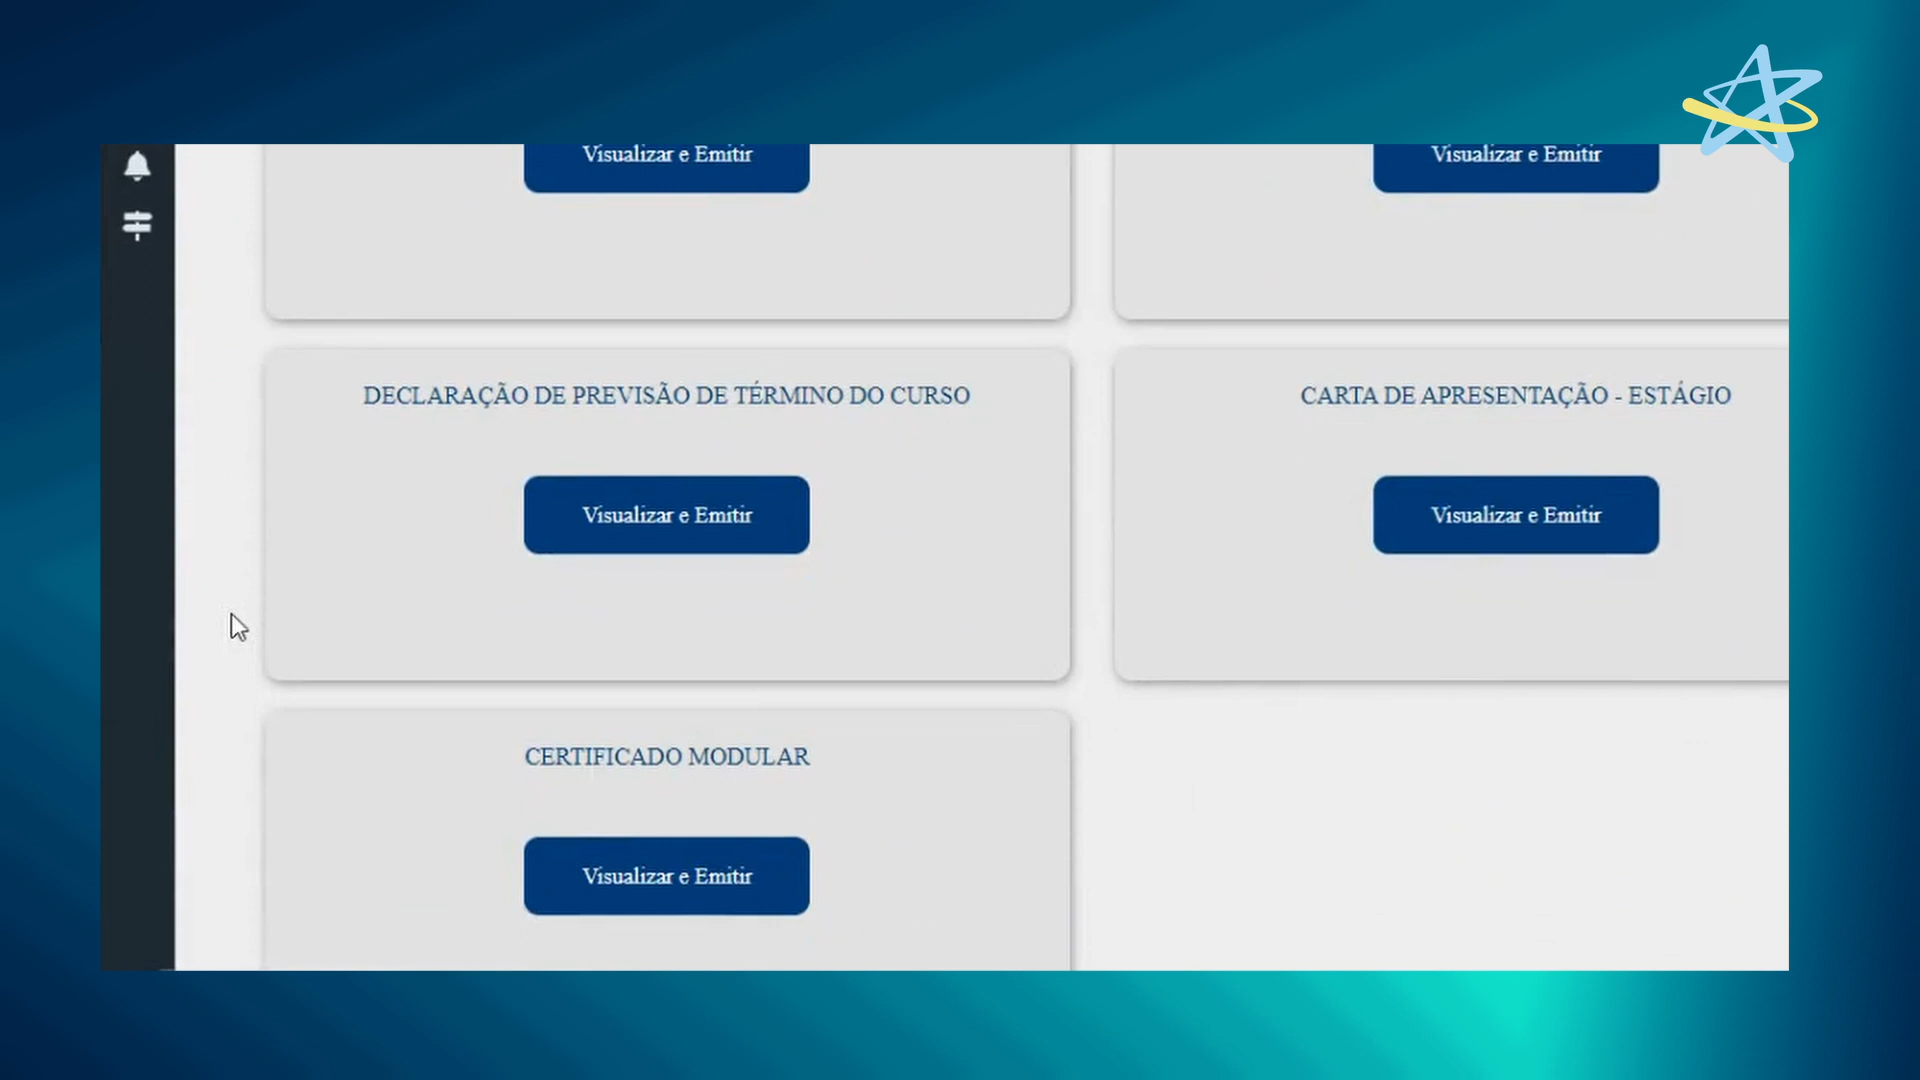 Visualizar e Emitir
Visualizar e Emitir
DECLARAÇÃO DE PREVISÃO DE TÉRMINO DO CURSO
CARTA DE APRESENTAÇÃO - ESTÁGIO
Visualizar e Emitir
Visualizar e Emitir
CERTIFICADO MODULAR
Visualizar e Emitir